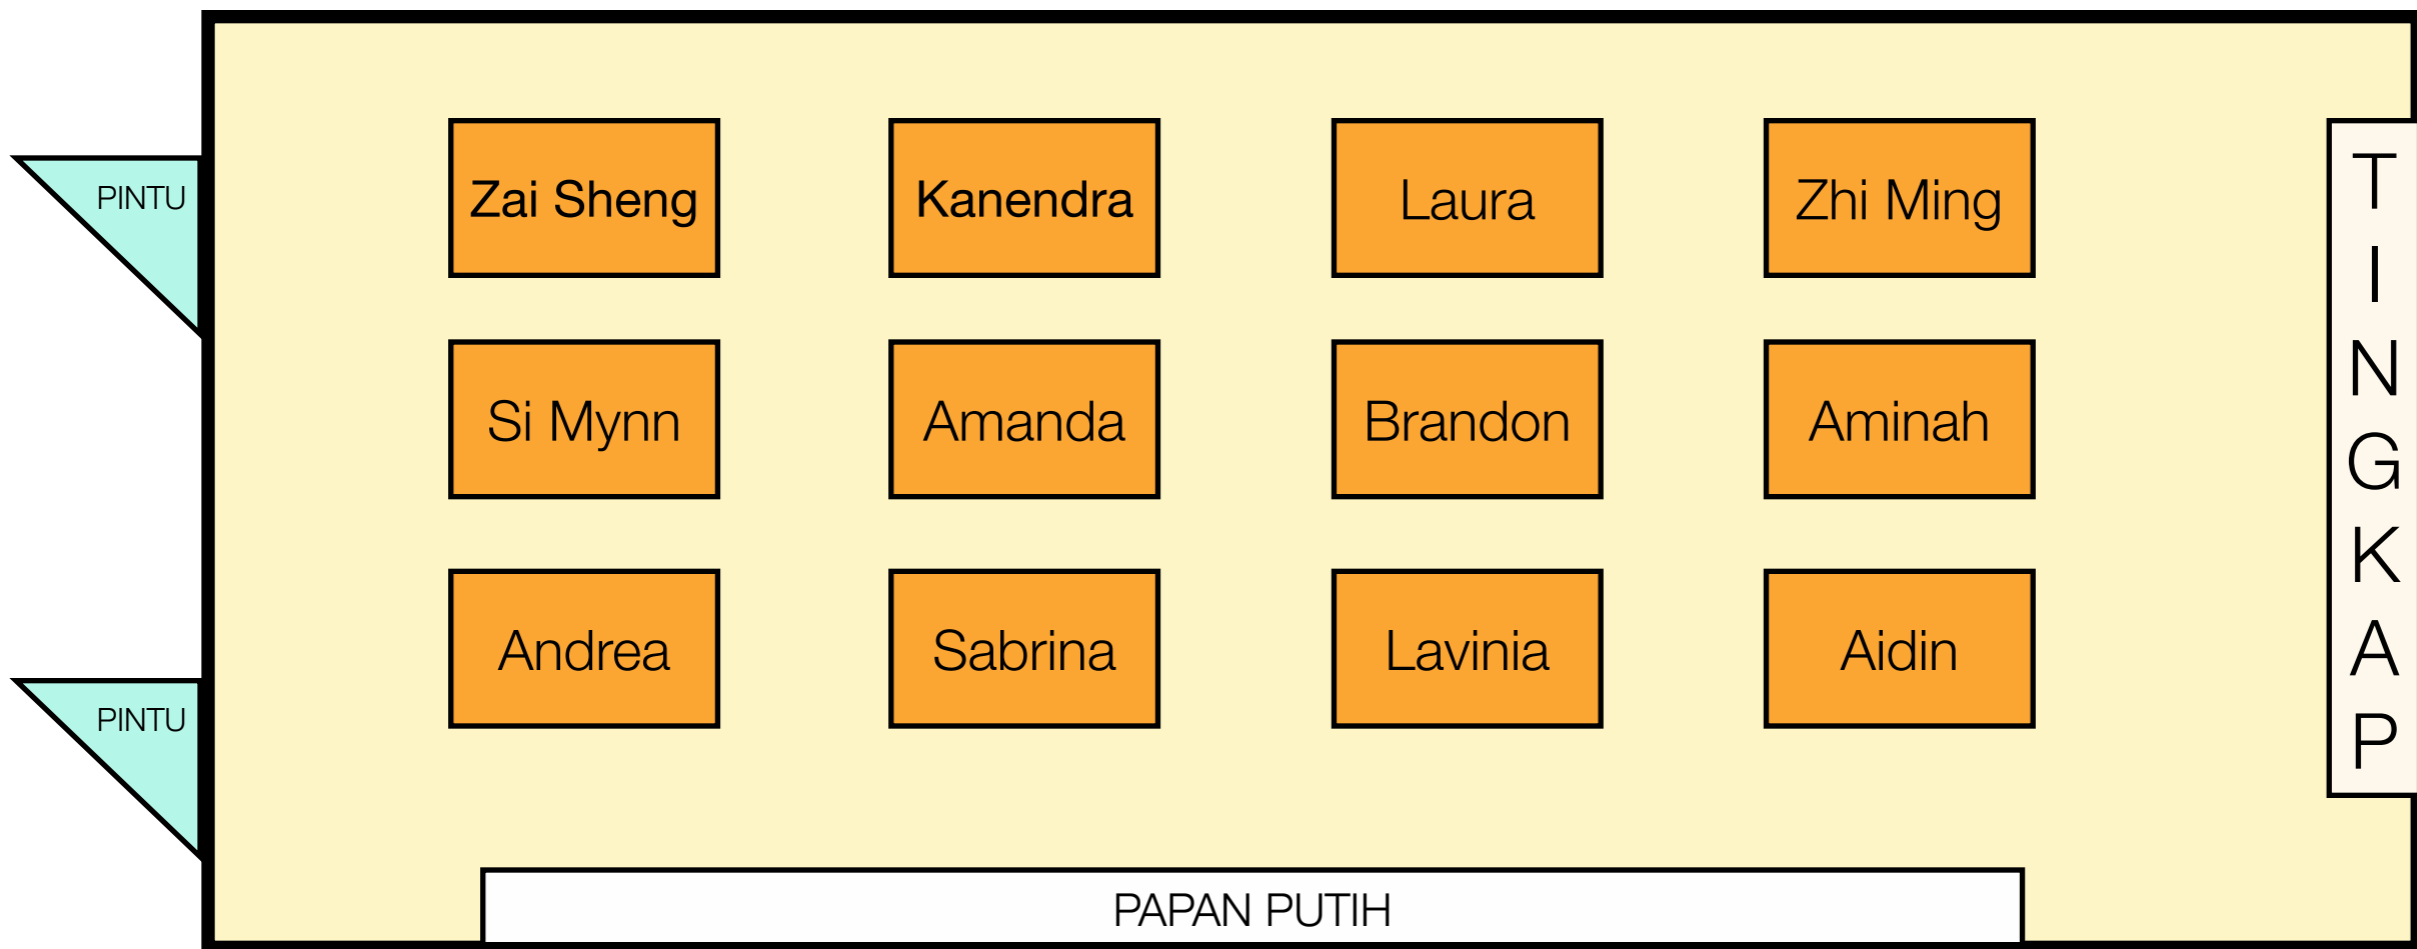 PINTU
Zai Sheng
Kanendra
Laura
Zhi Ming
Si Mynn
Amanda
Brandon
Aminah
PINTU
Andrea
Sabrina
Lavinia
Aidin
TINGKAP
PAPAN PUTIH